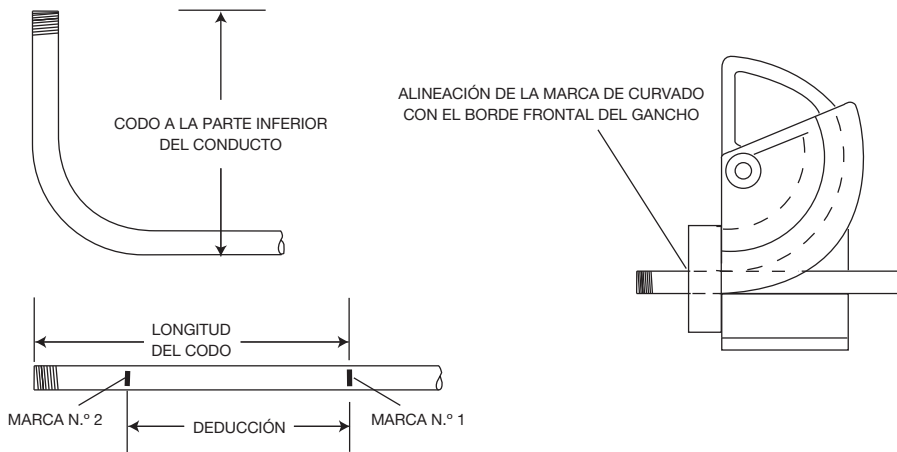 CODO A LA PARTE INFERIOR
DEL CONDUCTO
ALINEACIÓN DE LA MARCA DE CURVADO
CON EL BORDE FRONTAL DEL GANCHO
LONGITUD
DEL CODO
MARCA N.º 2
DEDUCCIÓN
MARCA N.º 1